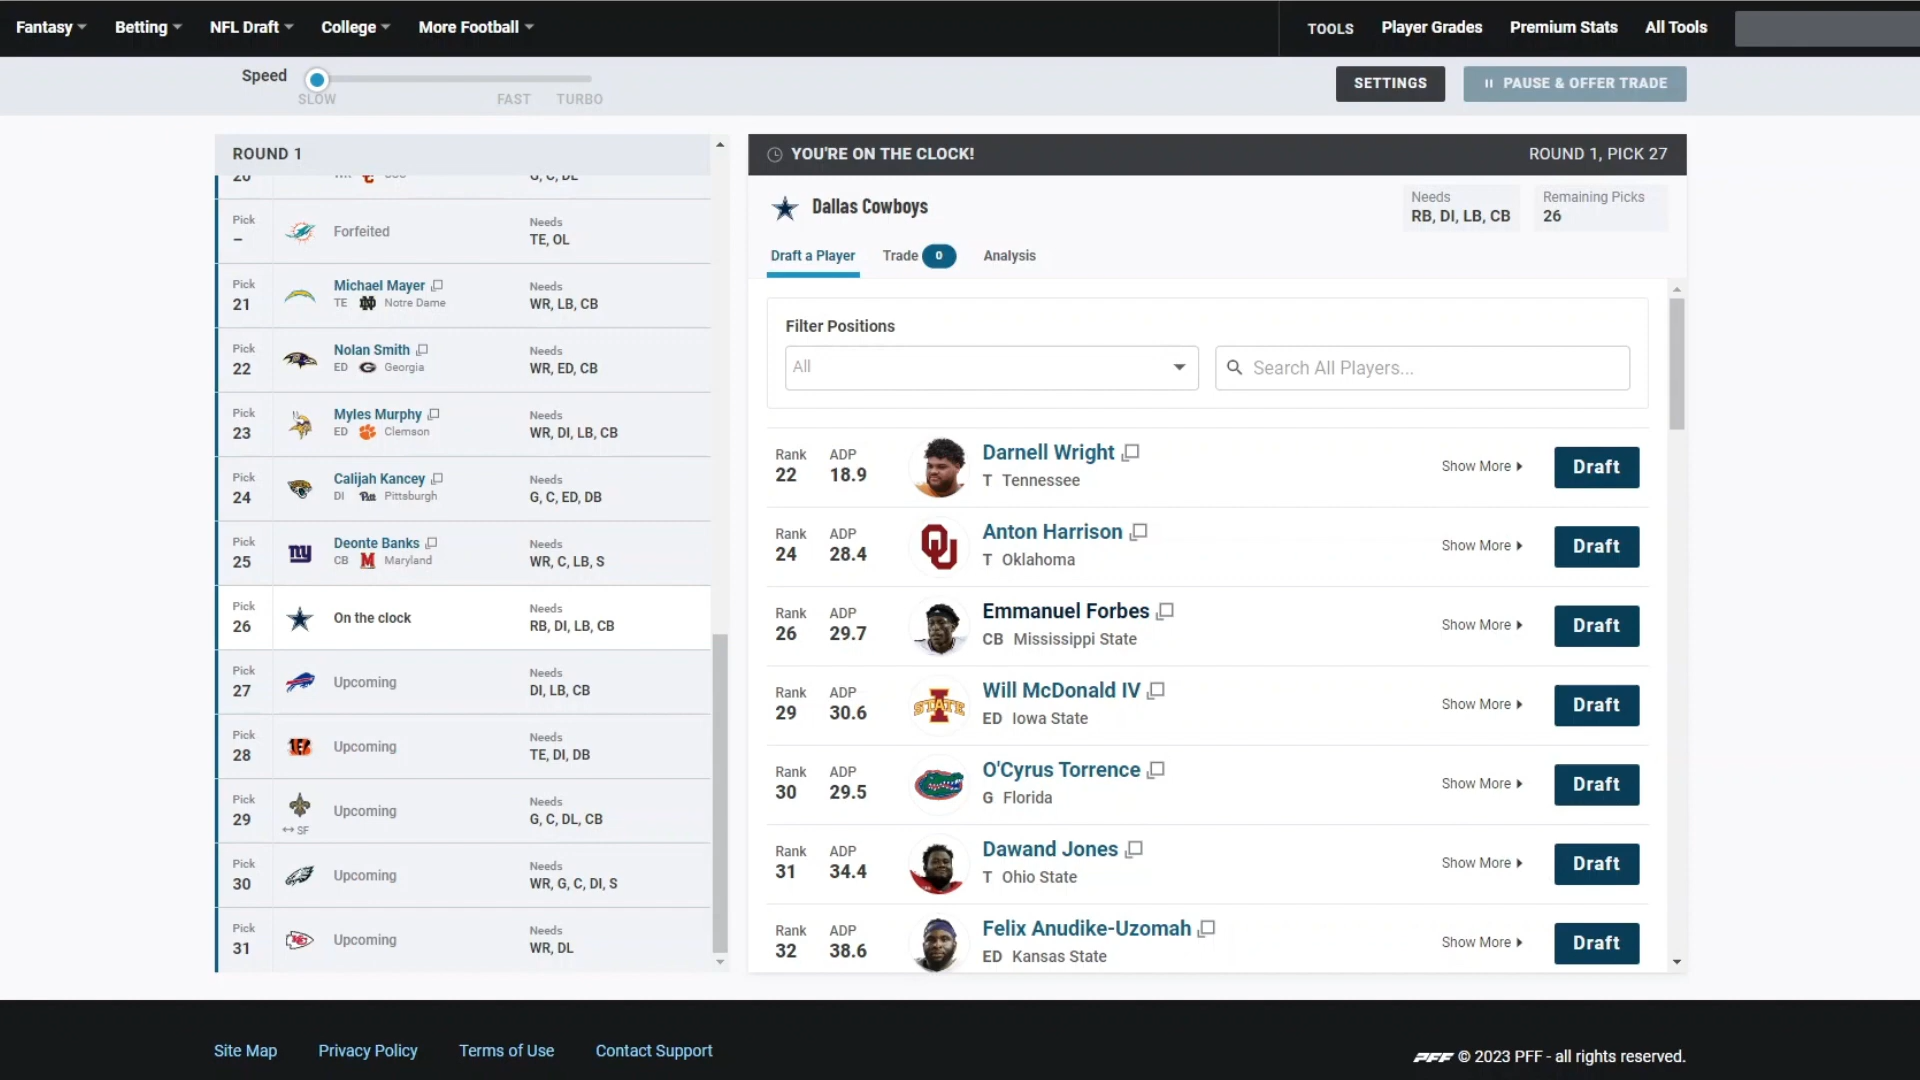 Fantasy Betting NFL Draft College More Football TOOLS Player Grades Premium Stats All Tools
Speed
SLOW FAST TURBO
SETTINGS PAUSE & OFFER TRADE
ROUND 1
20
Pick
–
Forfeited
Needs
TE, OL
Pick
21
Michael Mayer
TE Notre Dame
Needs
WR, LB, CB
Pick
22
Nolan Smith
ED Georgia
Needs
WR, ED, CB
Pick
23
Myles Murphy
ED Clemson
Needs
WR, DI, LB, CB
Pick
24
Calijah Kancey
DI Pitt Pittsburgh
Needs
G, C, ED, DB
Pick
25
ny
Deonte Banks
CB M Maryland
Needs
WR, C, LB, S
Pick
26
On the clock
Needs
RB, DI, LB, CB
Pick
27
Upcoming
Needs
DI, LB, CB
Pick
28
Upcoming
Needs
TE, DI, DB
Pick
29
SF
Upcoming
Needs
G, C, DL, CB
Pick
30
Upcoming
Needs
WR, G, C, DI, S
Pick
31
KC
Upcoming
Needs
WR, DL
YOU'RE ON THE CLOCK! ROUND 1, PICK 27
Dallas Cowboys
Needs
RB, DI, LB, CB
Remaining Picks
26
Draft a Player Trade 0 Analysis
Filter Positions
All
Search All Players...
Rank ADP
22 18.9
Darnell Wright
T Tennessee
Show More Draft
Rank ADP
24 28.4
OU
Anton Harrison
T Oklahoma
Show More Draft
Rank ADP
26 29.7
Emmanuel Forbes
CB Mississippi State
Show More Draft
Rank ADP
29 30.6
I STATE
Will McDonald IV
ED Iowa State
Show More Draft
Rank ADP
30 29.5
O'Cyrus Torrence
G Florida
Show More Draft
Rank ADP
31 34.4
Dawand Jones
T Ohio State
Show More Draft
Rank ADP
32 38.6
Felix Anudike-Uzomah
ED Kansas State
Show More Draft
Site Map Privacy Policy Terms of Use Contact Support
PFF © 2023 PFF - all rights reserved.